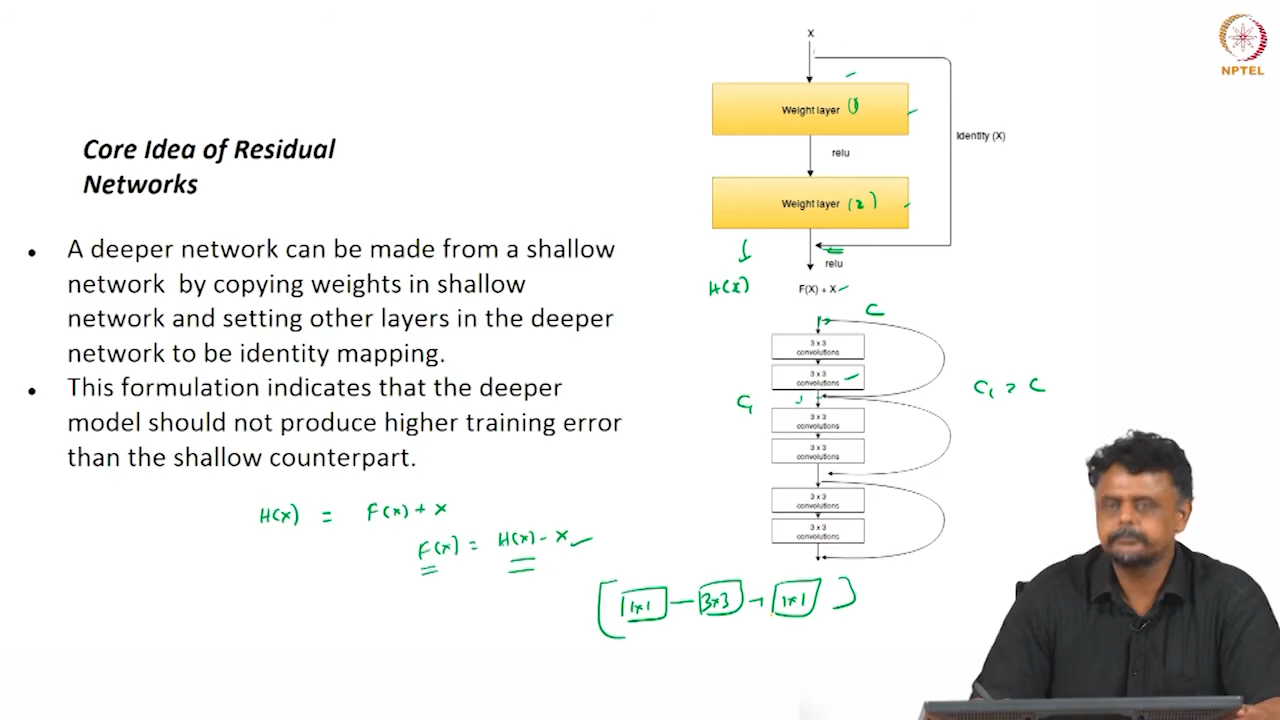 NPTEL
Core Idea of Residual
Networks
• A deeper network can be made from a shallow
network by copying weights in shallow
network and setting other layers in the deeper
network to be identity mapping.
• This formulation indicates that the deeper
model should not produce higher training error
than the shallow counterpart.
H(x) = F(x) + x
F(x) = H(x) - x
X
Weight layer (1)
Identity (X)
relu
Weight layer (2)
relu
H(x)
F(X) + X
C
3 x 3
convolutions
3 x 3
convolutions
C1
C1 > C
3 x 3
convolutions
3 x 3
convolutions
3 x 3
convolutions
3 x 3
convolutions
1x1 - 3x3 → 1x1